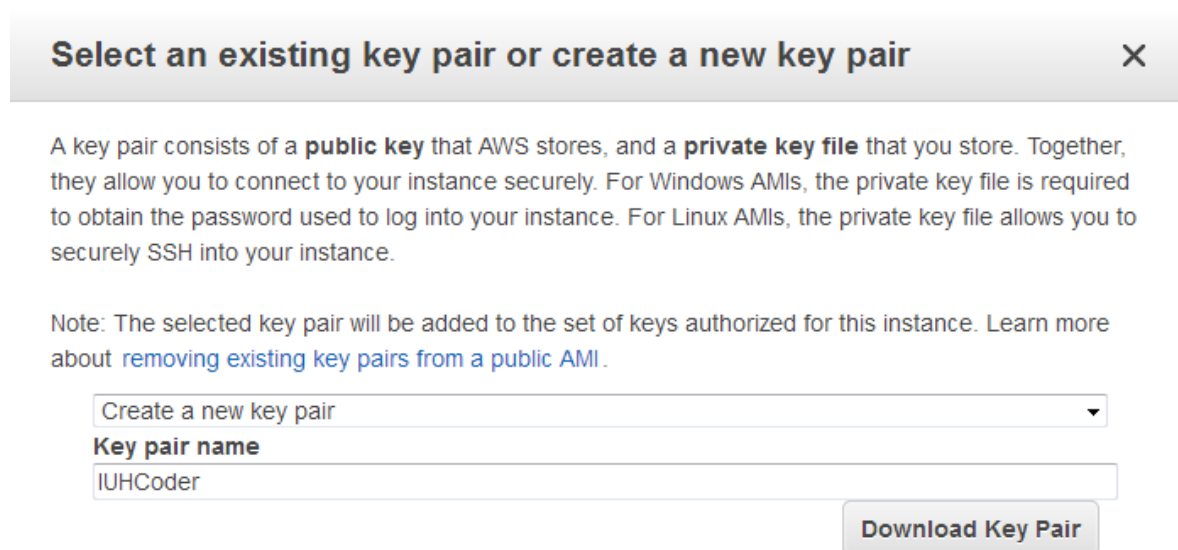 Select an existing key pair or create a new key pair
A key pair consists of a public key that AWS stores, and a private key file that you store. Together,
they allow you to connect to your instance securely. For Windows AMIs, the private key file is required
to obtain the password used to log into your instance. For Linux AMIs, the private key file allows you to
securely SSH into your instance.
Note: The selected key pair will be added to the set of keys authorized for this instance. Learn more
about removing existing key pairs from a public AMI.
Create a new key pair
Key pair name
IUHCoder
Download Key Pair